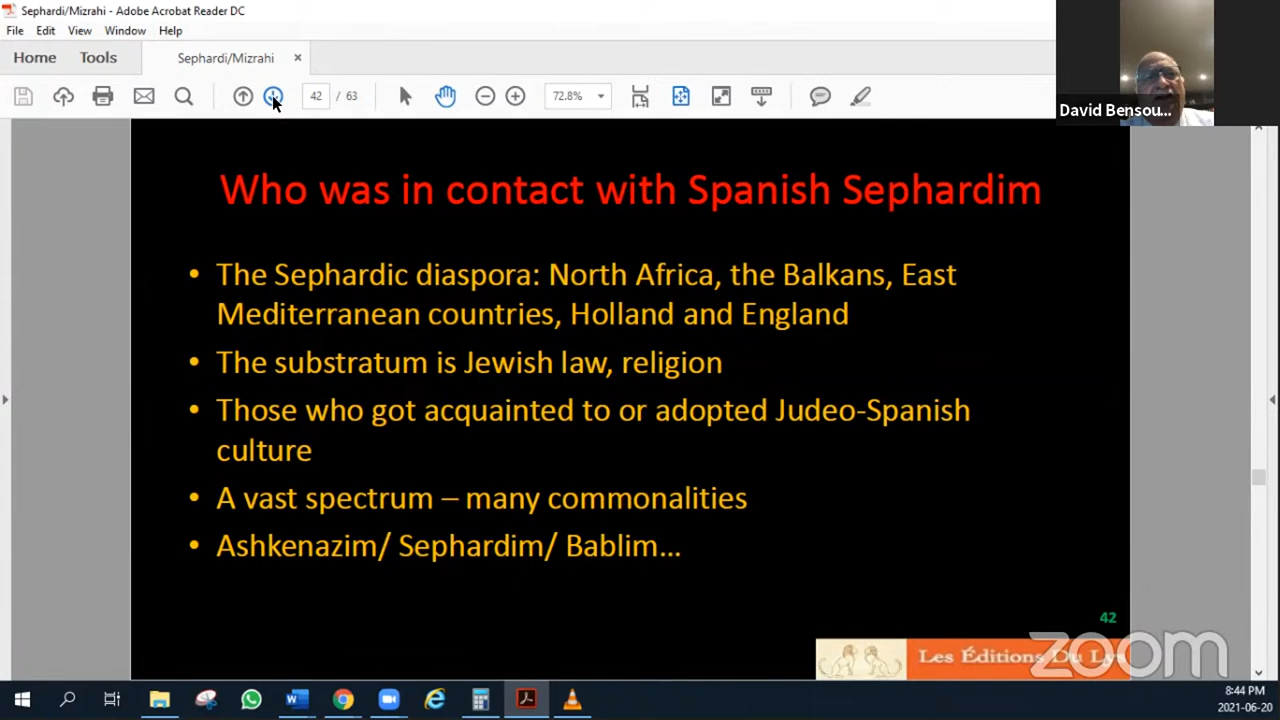 Sephardi/Mizrahi - Adobe Acrobat Reader DC
File Edit View Window Help
Home Tools Sephardi/Mizrahi ×
42 / 63 72.8%
David Bensou...
Who was in contact with Spanish Sephardim
• The Sephardic diaspora: North Africa, the Balkans, East
Mediterranean countries, Holland and England
• The substratum is Jewish law, religion
• Those who got acquainted to or adopted Judeo-Spanish
culture
• A vast spectrum – many commonalities
• Ashkenazim/ Sephardim/ Bablim...
42
Les Éditions Du Lys
zoom
8:44 PM
2021-06-20